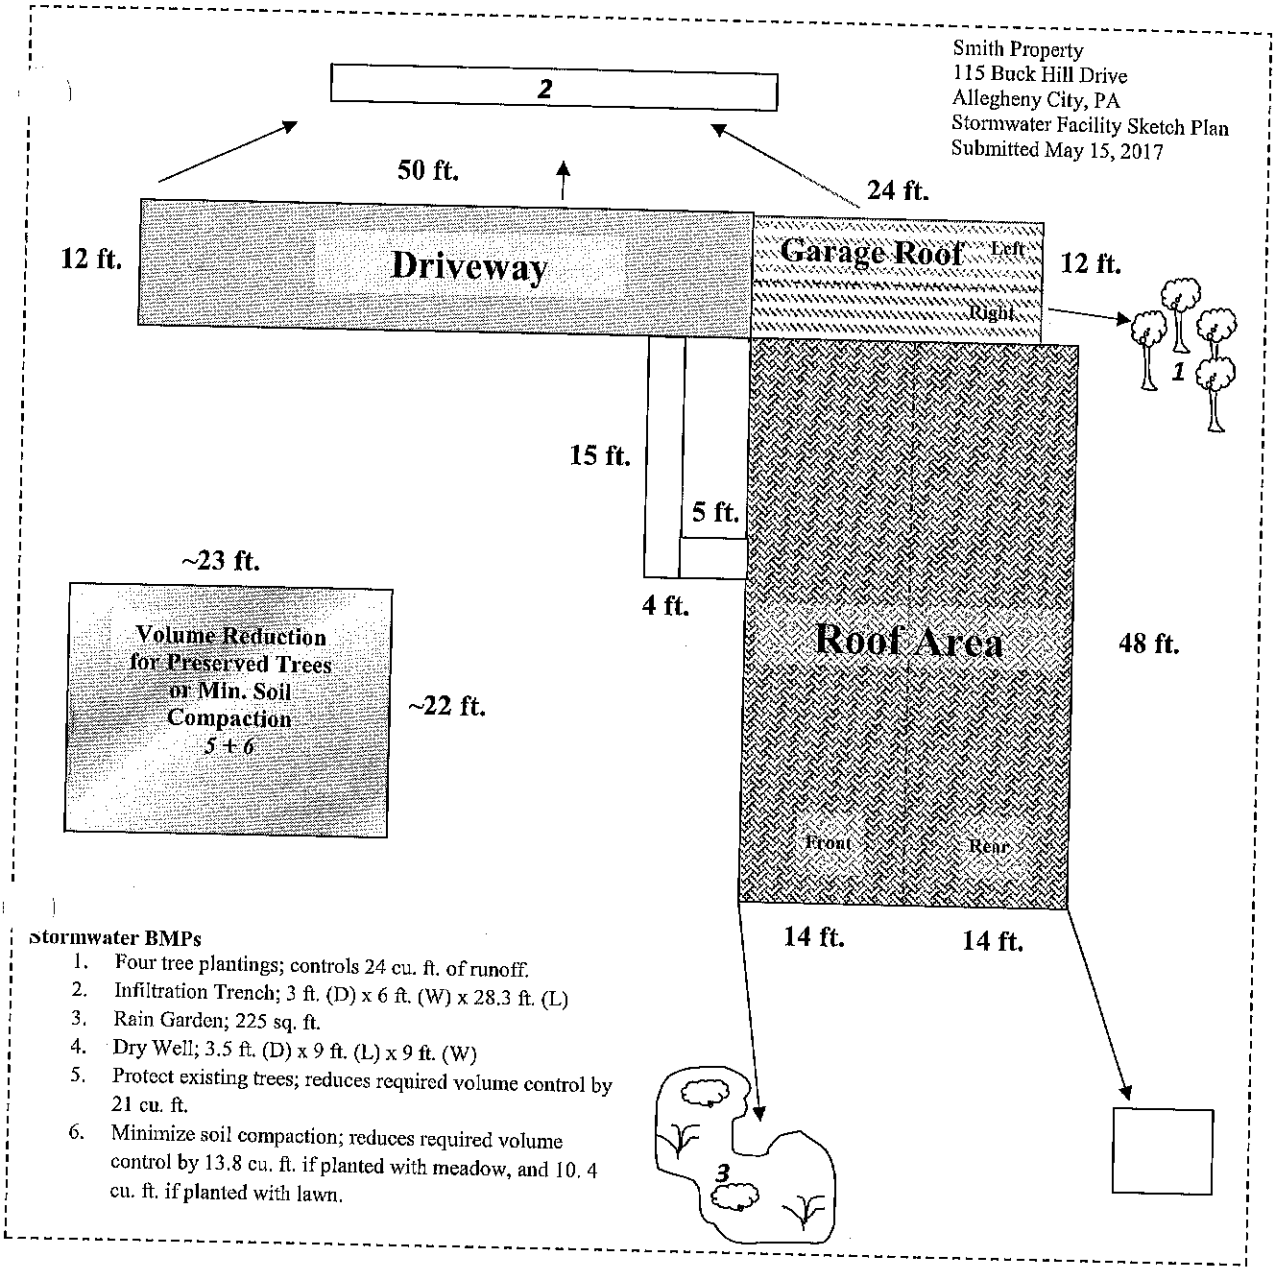 Smith Property
115 Buck Hill Drive
Allegheny City, PA
Stormwater Facility Sketch Plan
Submitted May 15, 2017
2
50 ft.
24 ft.
12 ft.
Driveway
Garage Roof
Left
Right
12 ft.
1
15 ft.
5 ft.
4 ft.
~23 ft.
Volume Reduction
for Preserved Trees
or Min. Soil
Compaction
5 + 6
~22 ft.
Roof Area
48 ft.
Front
Rear
14 ft.
14 ft.
Stormwater BMPs
1. Four tree plantings; controls 24 cu. ft. of runoff.
2. Infiltration Trench; 3 ft. (D) x 6 ft. (W) x 28.3 ft. (L)
3. Rain Garden; 225 sq. ft.
4. Dry Well; 3.5 ft. (D) x 9 ft. (L) x 9 ft. (W)
5. Protect existing trees; reduces required volume control by
21 cu. ft.
6. Minimize soil compaction; reduces required volume
control by 13.8 cu. ft. if planted with meadow, and 10. 4
cu. ft. if planted with lawn.
3